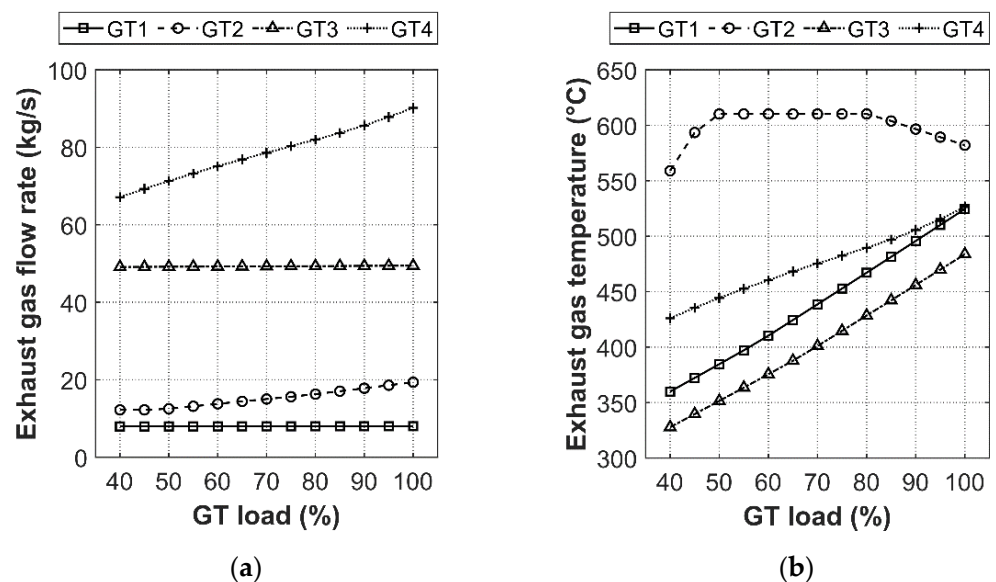 GT1 GT2 GT3 GT4
Exhaust gas flow rate (kg/s)
100
80
60
40
20
0
40 50 60 70 80 90 100
GT load (%)
(a)
GT1 GT2 GT3 GT4
Exhaust gas temperature (°C)
650
600
550
500
450
400
350
300
40 50 60 70 80 90 100
GT load (%)
(b)